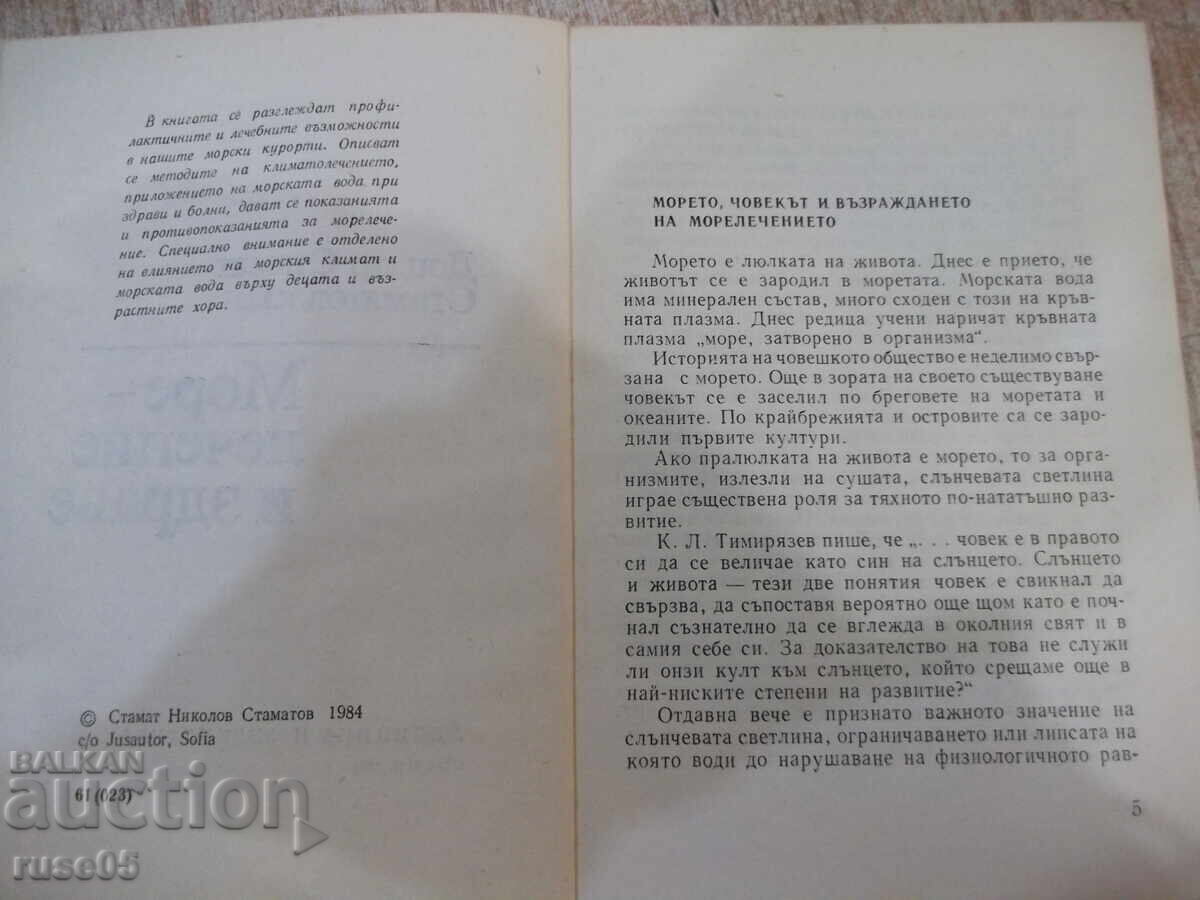 В книгата се разглеждат профи-
лактичните и лечебните възможности
в нашите морски курорти. Описват
се методите на климатолечението,
приложението на морската вода при
здрави и болни, дават се показанията
и противопоказанията за морелече-
ние. Специално внимание е отделено
на влиянието на морския климат и
морската вода върху децата и въз-
растните хора.
© Стамат Николов Стаматов 1984
c/o Jusautor, Sofia
61 (023)
МОРЕТО, ЧОВЕКЪТ И ВЪЗРАЖДАНЕТО
НА МОРЕЛЕЧЕНИЕТО
Морето е люлката на живота. Днес е прието, че
животът се е зародил в моретата. Морската вода
има минерален състав, много сходен с този на кръв-
ната плазма. Днес редица учени наричат кръвната
плазма „море, затворено в организма“.
Историята на човешкото общество е неделимо свър-
зана с морето. Още в зората на своето съществуване
човекът се е заселил по бреговете на моретата и
океаните. По крайбрежията и островите са се заро-
дили първите култури.
Ако пралюлката на живота е морето, то за орга-
низмите, излезли на сушата, слънчевата светлина
играе съществена роля за тяхното по-нататъшно раз-
витие.
К. Л. Тимирязев пише, че „. . . човек е в правото
си да се величае като син на слънцето. Слънцето
и живота — тези две понятия човек е свикнал да
свързва, да съпоставя вероятно още щом като е поч-
нал съзнателно да се вглежда в околния свят и в
самия себе си. За доказателство на това не служи
ли онзи култ към слънцето, който срещаме още в
най-ниските степени на развитие?“
Отдавна вече е признато важното значение на
слънчевата светлина, ограничаването или липсата на
която води до нарушаване на физиологичното рав-
5
BALKAN
auction
ruse05